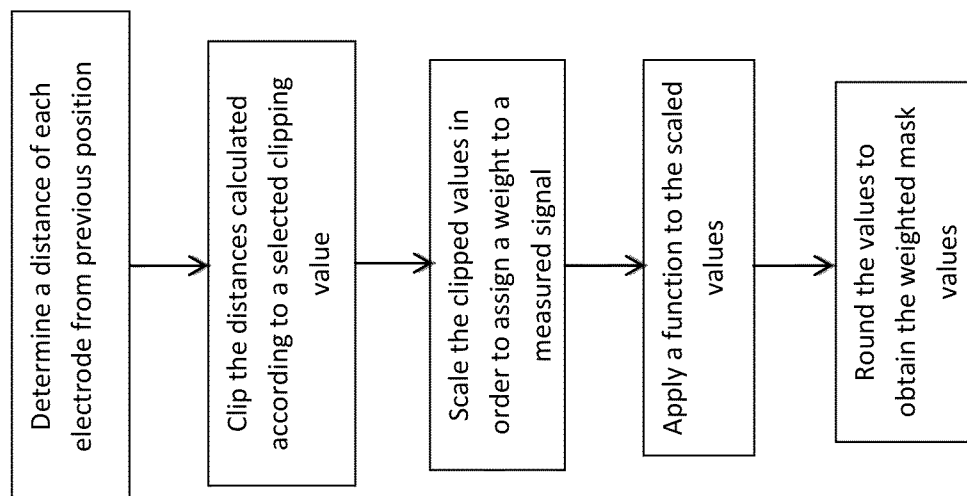 Determine a distance of each
electrode from previous position
Clip the distances calculated
according to a selected clipping
value
Scale the clipped values in
order to assign a weight to a
measured signal
Apply a function to the scaled
values
Round the values to
obtain the weighted mask
values